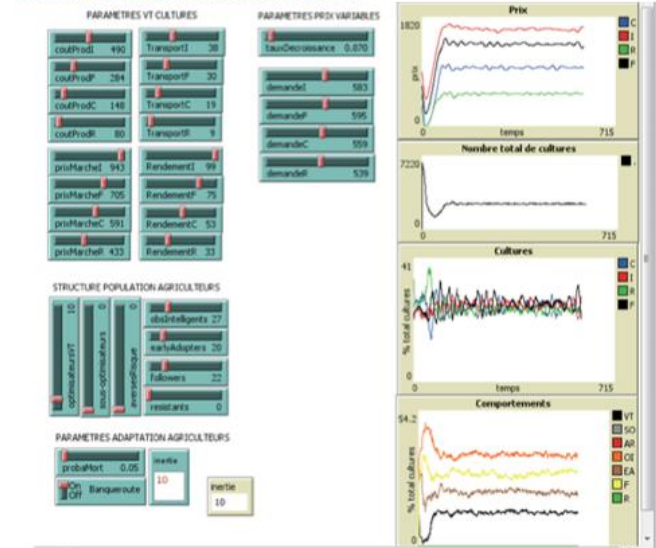 PARAMETRES VT CULTURES
coutProdI 490
coutProdF 284
coutProdC 148
coutProdR 80
TransportI 38
TransportF 30
TransportC 19
TransportR 9
prixMarcheI 943
prixMarcheF 705
prixMarcheC 591
prixMarcheR 433
RendementI 99
RendementF 75
RendementC 53
RendementR 33
PARAMETRES PRIX VARIABLES
tauxDecroissance 0.870
demandeI 583
demandeF 595
demandeC 559
demandeR 539
STRUCTURE POPULATION AGRICULTEURS
optimisateursVT 10
sous-optimisateurs 0
aversesRisque 0
obsIntelligents 27
earlyAdopters 20
followers 22
resistants 0
PARAMETRES ADAPTATION AGRICULTEURS
probaMort 0.05
On
Off
Banqueroute
inertie
10
inertie
10
Prix
1820
prix
0
0
temps
715
C
I
R
F
Nombre total de cultures
7220
0
0
715
Cultures
41
% total cultures
0
0
temps
715
C
I
R
F
Comportements
54.2
% total cultures
0
VT
SO
AR
OI
EA
F
R